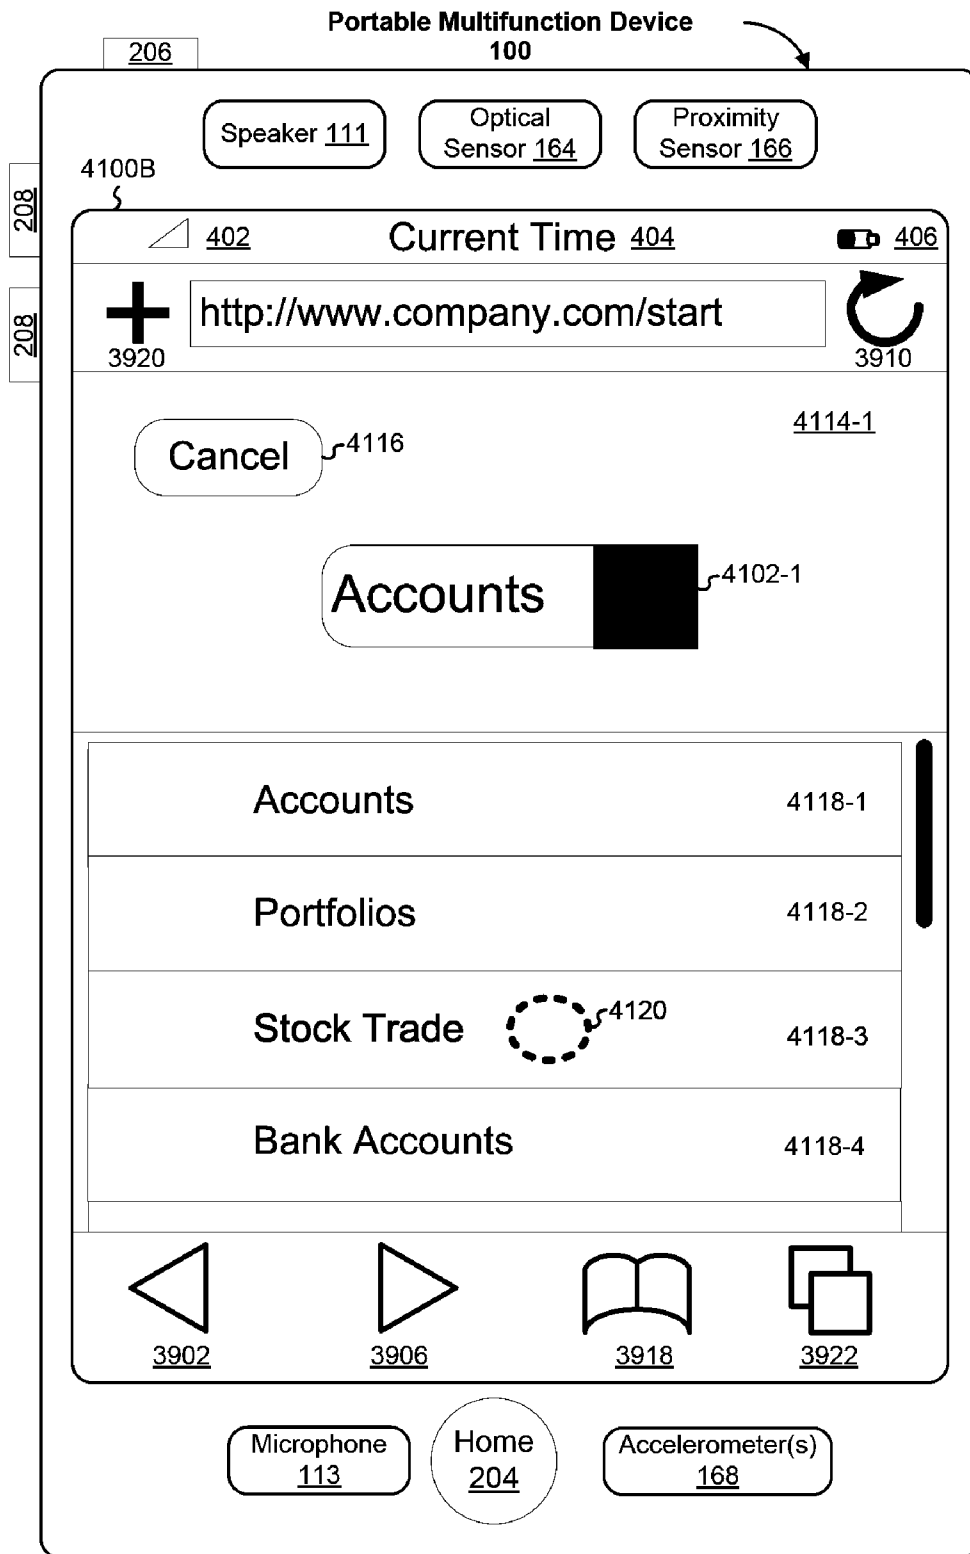 Portable Multifunction Device
100
206
Speaker 111
Optical
Sensor 164
Proximity
Sensor 166
208
208
4100B
402
Current Time 404
406
http://www.company.com/start
3920
3910
4114-1
Cancel
4116
Accounts
4102-1
Accounts
4118-1
Portfolios
4118-2
Stock Trade
4120
4118-3
Bank Accounts
4118-4
3902
3906
3918
3922
Microphone
113
Home
204
Accelerometer(s)
168